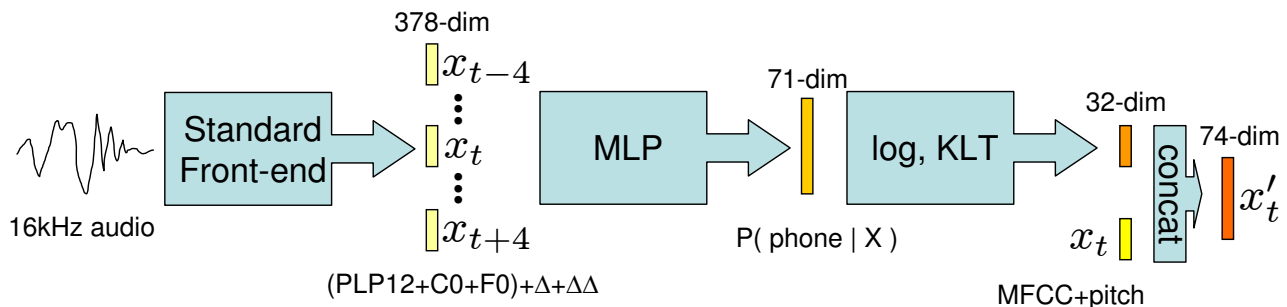 378-dim
x_{t-4}
71-dim
32-dim
74-dim
Standard
Front-end
x_t
MLP
log, KLT
concat
x'_t
16kHz audio
x_{t+4}
P( phone | X )
x_t
(PLP12+C0+F0)+Δ+ΔΔ
MFCC+pitch